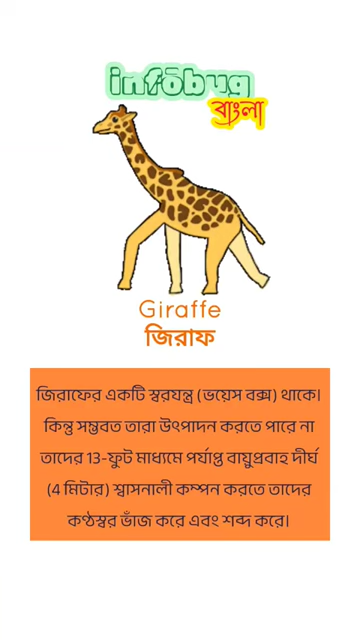 infobug
বাংলা
Giraffe
জিরাফ
জিরাফের একটি স্বরযন্ত্র (ভয়েস বক্স) থাকে।
কিন্তু সম্ভবত তারা উৎপাদন করতে পারে না
তাদের 13-ফুট মাধ্যমে পর্যাপ্ত বায়ুপ্রবাহ দীর্ঘ
(4 মিটার) শ্বাসনালী কম্পন করতে তাদের
কণ্ঠস্বর ভাঁজ করে এবং শব্দ করে।